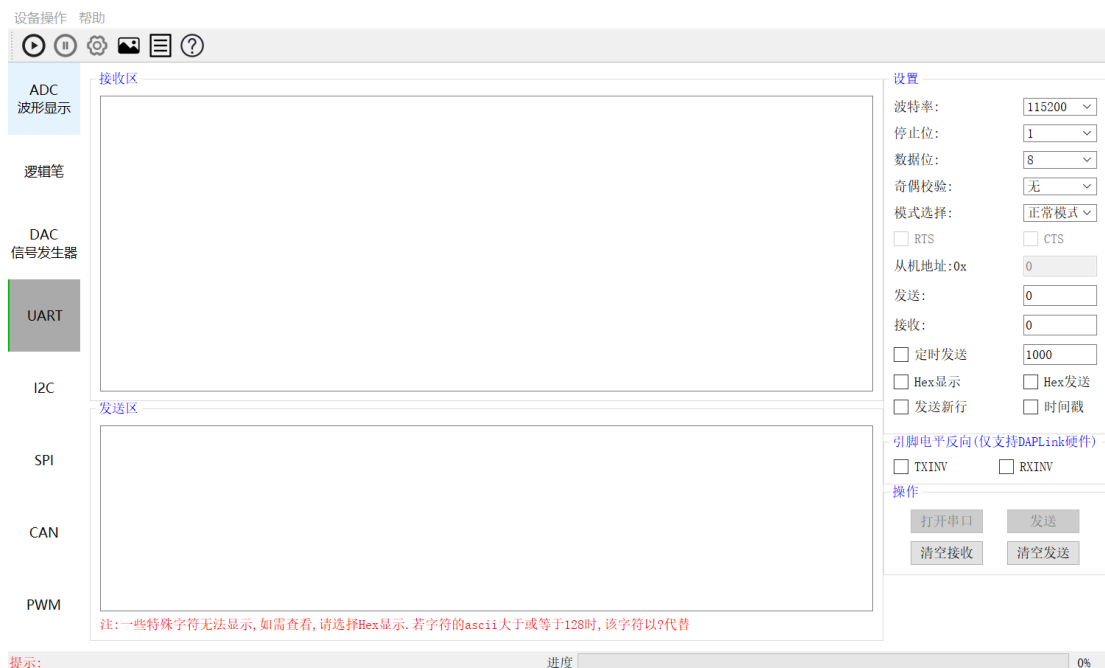 设备操作 帮助
ADC
波形显示
逻辑笔
DAC
信号发生器
UART
I2C
SPI
CAN
PWM
接收区
发送区
注:一些特殊字符无法显示,如需查看,请选择Hex显示.若字符的ascii大于或等于128时,该字符以?代替
设置
波特率: 115200
停止位: 1
数据位: 8
奇偶校验: 无
模式选择: 正常模式
RTS CTS
从机地址:0x 0
发送: 0
接收: 0
定时发送 1000
Hex显示 Hex发送
发送新行 时间戳
引脚电平反向(仅支持DAPLink硬件)
TXINV RXINV
操作
打开串口 发送
清空接收 清空发送
提示: 进度 0%